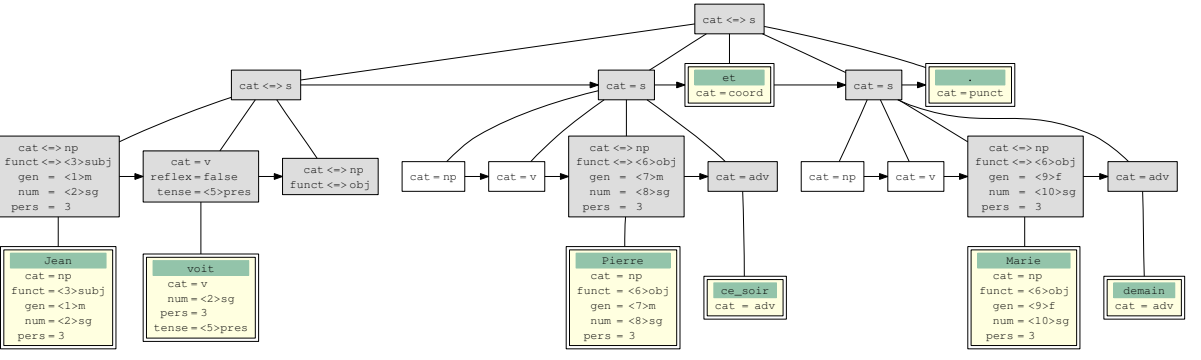 cat <=> s
cat <=> s
cat = s
et
cat = coord
cat = s
.
cat = punct
cat <=> np
funct <=> <3>subj
gen = <1>m
num = <2>sg
pers = 3
cat = v
reflex = false
tense = <5>pres
cat <=> np
funct <=> obj
cat = np
cat = v
cat <=> np
funct <=> <6>obj
gen = <7>m
num = <8>sg
pers = 3
cat = adv
cat = np
cat = v
cat <=> np
funct <=> <6>obj
gen = <9>f
num = <10>sg
pers = 3
cat = adv
Jean
cat = np
funct = <3>subj
gen = <1>m
num = <2>sg
pers = 3
voit
cat = v
num = <2>sg
pers = 3
tense = <5>pres
Pierre
cat = np
funct = <6>obj
gen = <7>m
num = <8>sg
pers = 3
ce_soir
cat = adv
Marie
cat = np
funct = <6>obj
gen = <9>f
num = <10>sg
pers = 3
demain
cat = adv